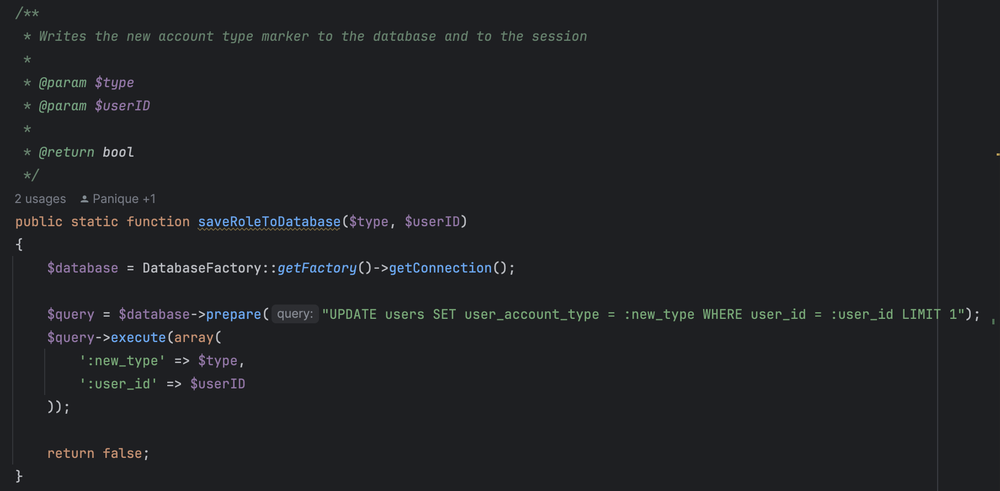 /**
 * Writes the new account type marker to the database and to the session
 *
 * @param $type
 * @param $userID
 *
 * @return bool
 */
2 usages Panique +1
public static function saveRoleToDatabase($type, $userID)
{
    $database = DatabaseFactory::getFactory()->getConnection();

    $query = $database->prepare( query: "UPDATE users SET user_account_type = :new_type WHERE user_id = :user_id LIMIT 1");
    $query->execute(array(
        ':new_type' => $type,
        ':user_id' => $userID
    ));

    return false;
}